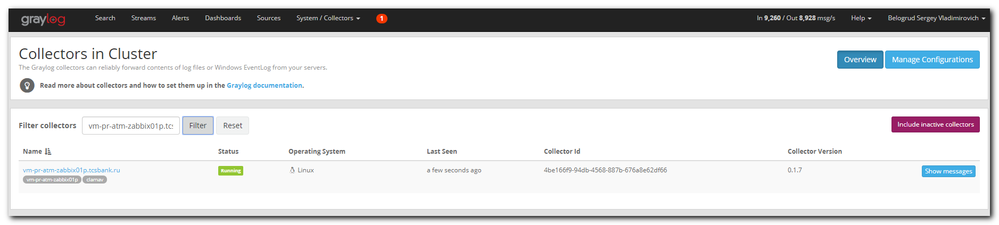 graylog Search Streams Alerts Dashboards Sources System / Collectors 1 In 9,260 / Out 8,928 msg/s Help Belogrud Sergey Vladimirovich
Collectors in Cluster
The Graylog collectors can reliably forward contents of log files or Windows EventLog from your servers.
Overview Manage Configurations
Read more about collectors and how to set them up in the Graylog documentation.
Filter collectors vm-pr-atm-zabbix01p.tcs Filter Reset Include inactive collectors
Name Status Operating System Last Seen Collector Id Collector Version
vm-pr-atm-zabbix01p.tcsbank.ru Running Linux a few seconds ago 4be166f9-94db-4568-887b-676a8e62df66 0.1.7 Show messages
vm-pr-atm-zabbix01p clamav